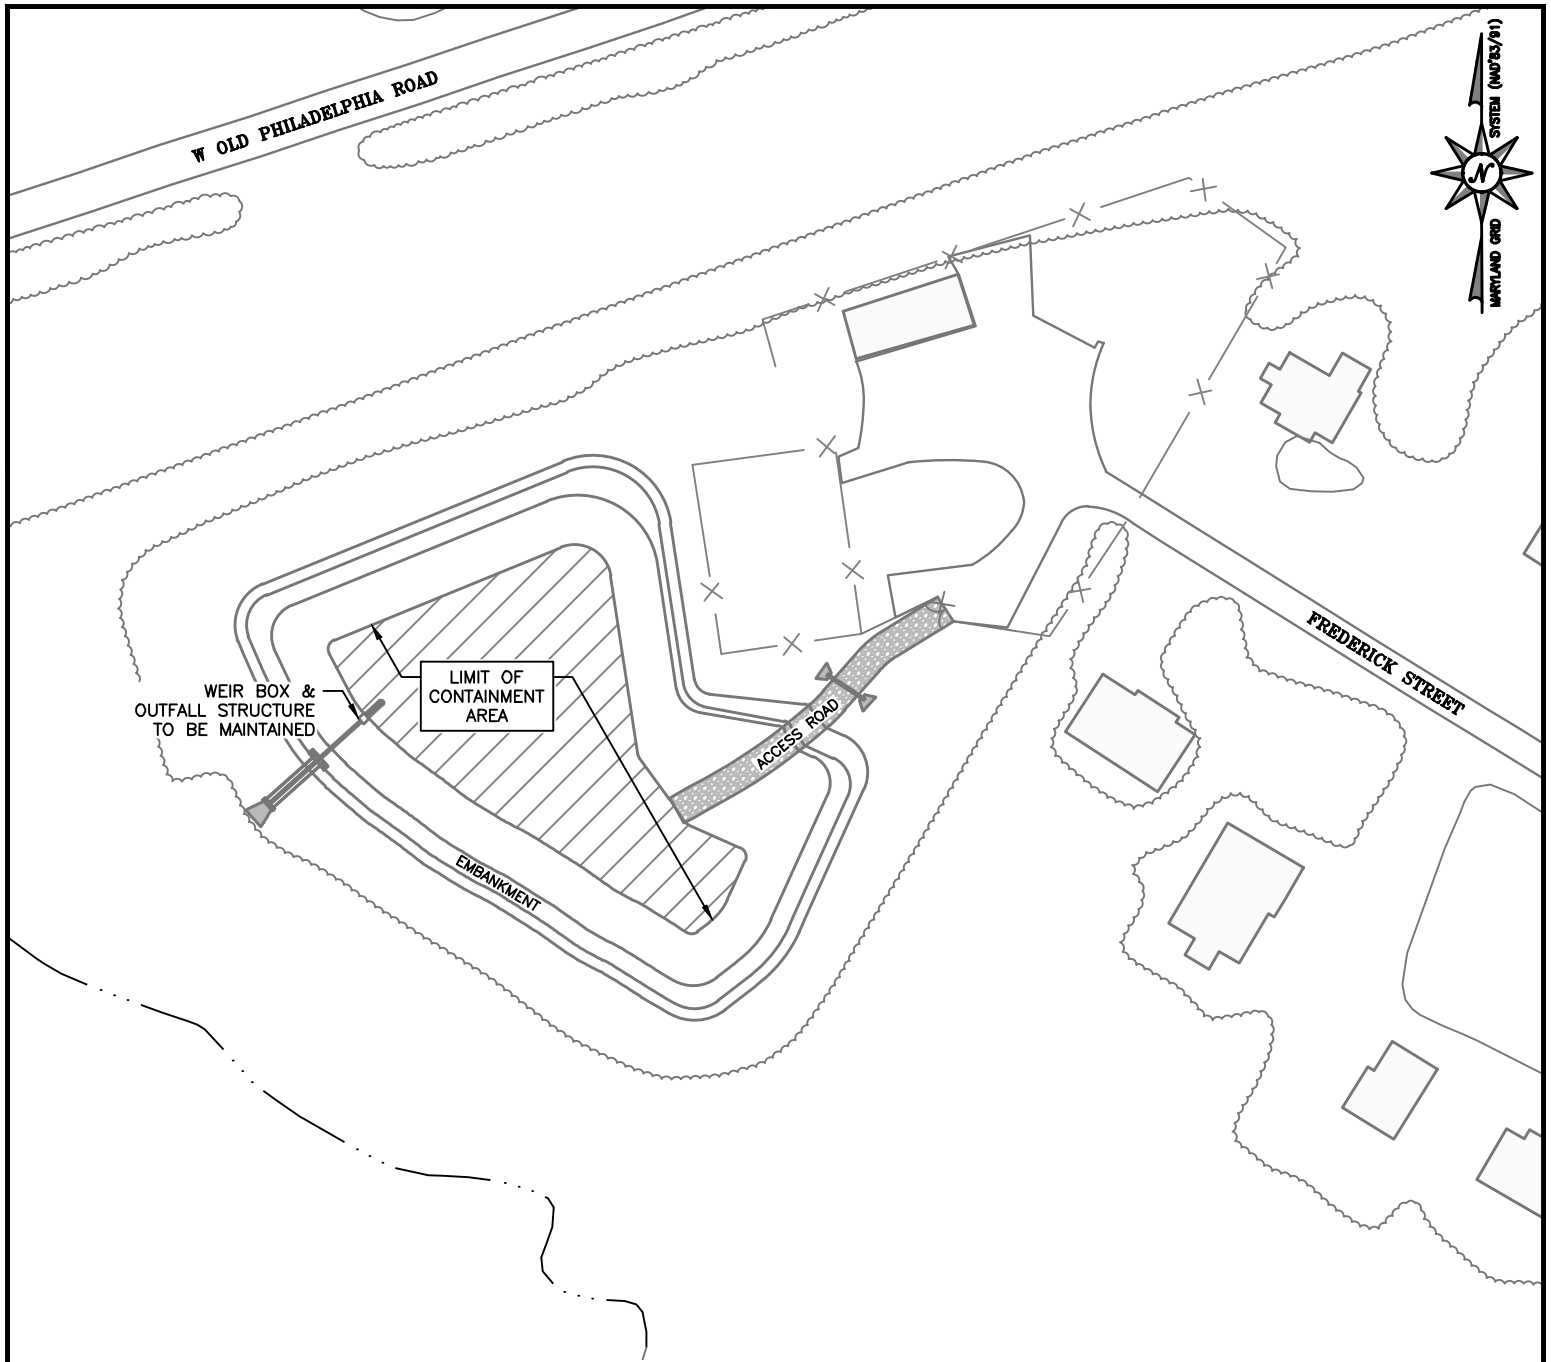 W OLD PHILADELPHIA ROAD
SYSTEM (NAD'83/91)
N
MARYLAND GRID
FREDERICK STREET
LIMIT OF
CONTAINMENT
AREA
WEIR BOX &
OUTFALL STRUCTURE
TO BE MAINTAINED
ACCESS ROAD
EMBANKMENT